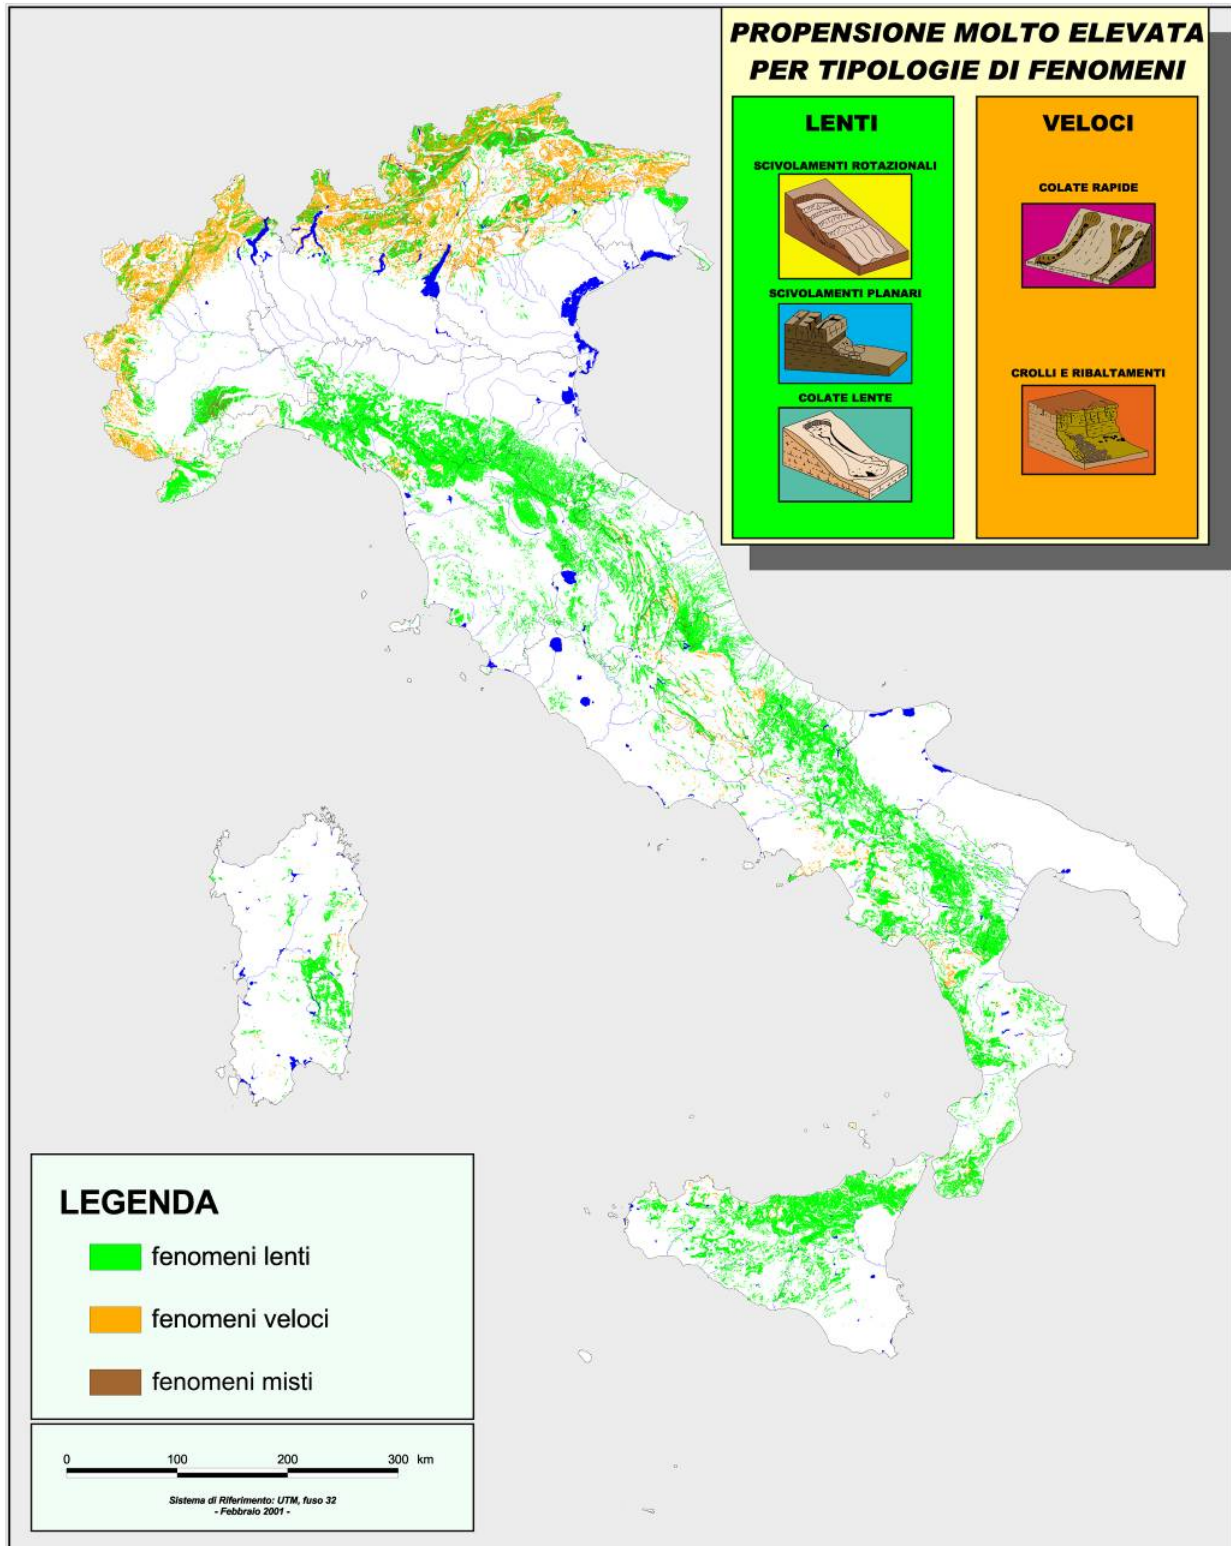 PROPENSIONE MOLTO ELEVATA
PER TIPOLOGIE DI FENOMENI
LENTI
SCIVOLAMENTI ROTAZIONALI
SCIVOLAMENTI PLANARI
COLATE LENTE
VELOCI
COLATE RAPIDE
CROLLI E RIBALTAMENTI
LEGENDA
fenomeni lenti
fenomeni veloci
fenomeni misti
0 100 200 300 km
Sistema di Riferimento: UTM, fuso 32
- Febbraio 2001 -